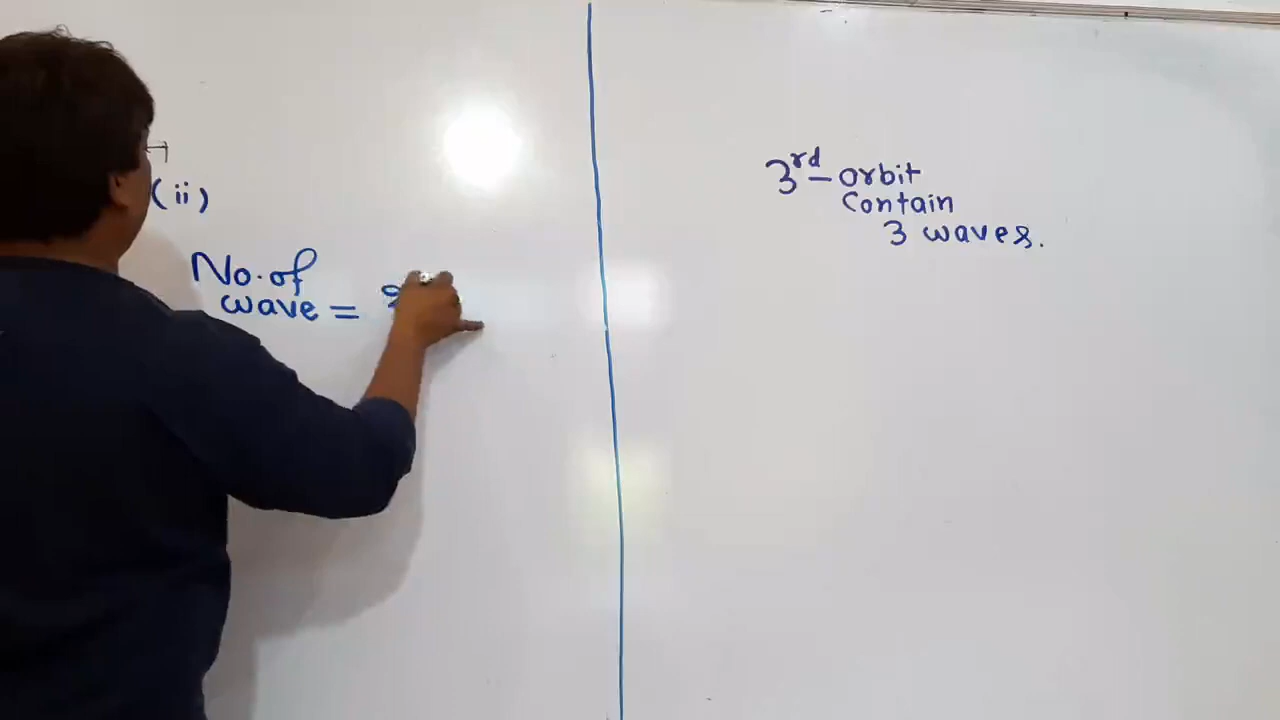 (ii)
No. of
wave =
3rd - orbit
Contain
3 waves.